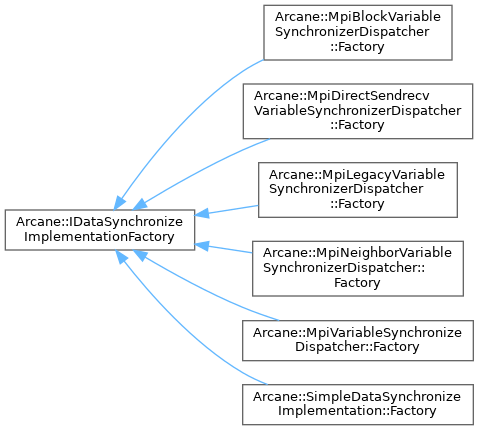 Arcane::MpiBlockVariable
SynchronizerDispatcher
::Factory
Arcane::MpiDirectSendrecv
VariableSynchronizerDispatcher
::Factory
Arcane::MpiLegacyVariable
SynchronizerDispatcher
::Factory
Arcane::IDataSynchronize
ImplementationFactory
Arcane::MpiNeighborVariable
SynchronizerDispatcher::
Factory
Arcane::MpiVariableSynchronize
Dispatcher::Factory
Arcane::SimpleDataSynchronize
Implementation::Factory